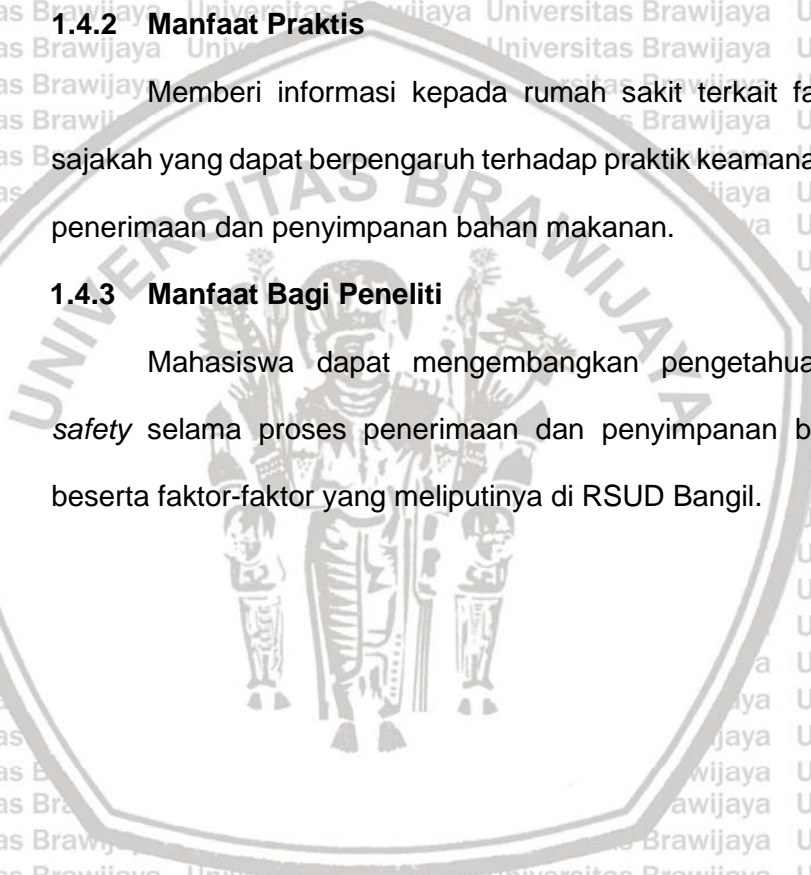 1.4.2 Manfaat Praktis
Memberi informasi kepada rumah sakit terkait fa
sajakah yang dapat berpengaruh terhadap praktik keamana
penerimaan dan penyimpanan bahan makanan.
1.4.3 Manfaat Bagi Peneliti
Mahasiswa dapat mengembangkan pengetahua
safety selama proses penerimaan dan penyimpanan b
beserta faktor-faktor yang meliputinya di RSUD Bangil.
UNIVERSITAS BRAWIJAYA